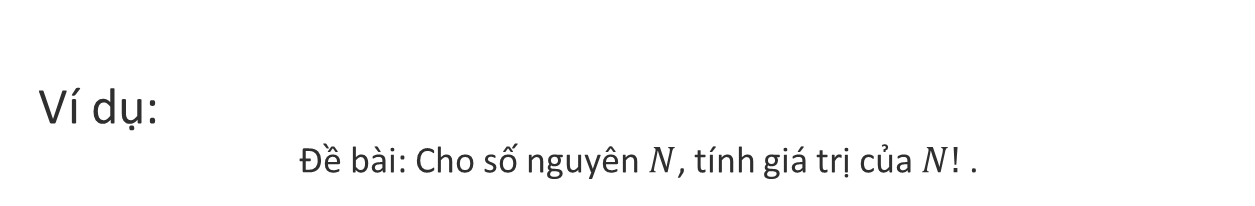 Ví dụ:
Đề bài: Cho số nguyên N, tính giá trị của N! .